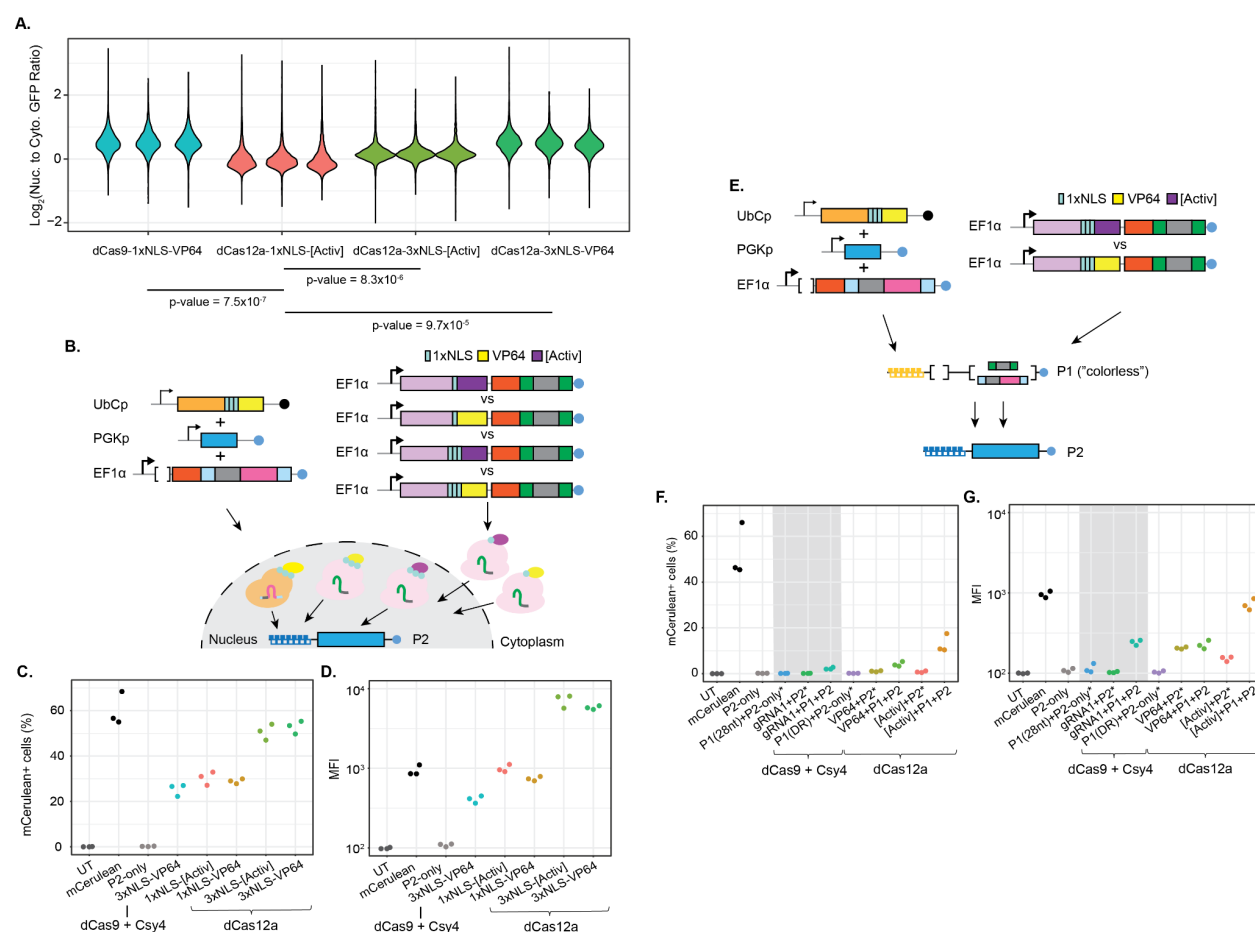 A.
Log2(Nuc. to Cyto. GFP Ratio)
2
0
−2
dCas9-1xNLS-VP64
dCas12a-1xNLS-[Activ]
dCas12a-3xNLS-[Activ]
dCas12a-3xNLS-VP64
p-value = 8.3x10-6
p-value = 7.5x10-7
p-value = 9.7x10-5
B.
1xNLS VP64 [Activ]
UbCp
+
PGKp
+
EF1α
EF1α
vs
EF1α
vs
EF1α
vs
EF1α
Nucleus
P2
Cytoplasm
C.
mCerulean+ cells (%)
60
40
20
0
UT
mCerulean
P2-only
3xNLS-VP64
1xNLS-[Activ]
1xNLS-VP64
3xNLS-[Activ]
3xNLS-VP64
dCas9 + Csy4
dCas12a
D.
MFI
10^4
10^3
10^2
UT
mCerulean
P2-only
3xNLS-VP64
1xNLS-[Activ]
1xNLS-VP64
3xNLS-[Activ]
3xNLS-VP64
dCas9 + Csy4
dCas12a
E.
1xNLS VP64 [Activ]
UbCp
+
PGKp
+
EF1α
EF1α
vs
EF1α
P1 ("colorless")
P2
F.
mCerulean+ cells (%)
60
40
20
0
UT
mCerulean
P2-only
P1(28nt)+P2-only*
gRNA1+P2*
gRNA1+P1+P2
P1(DR)+P2-only*
VP64+P2*
VP64+P1+P2
[Activ]+P2*
[Activ]+P1+P2
dCas9 + Csy4
dCas12a
G.
MFI
10^4
10^3
10^2
UT
mCerulean
P2-only
P1(28nt)+P2-only*
gRNA1+P2*
gRNA1+P1+P2
P1(DR)+P2-only*
VP64+P2*
VP64+P1+P2
[Activ]+P2*
[Activ]+P1+P2
dCas9 + Csy4
dCas12a